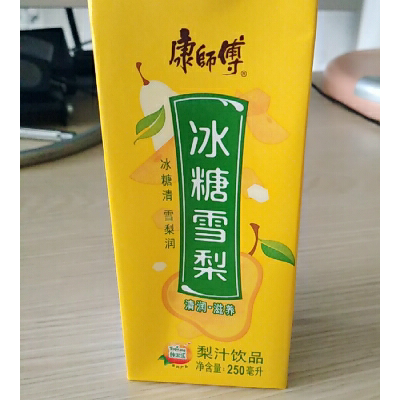 康師傅
冰糖雪梨
冰糖清 雪梨润
清润·滋养
梨汁饮品
净含量:250毫升